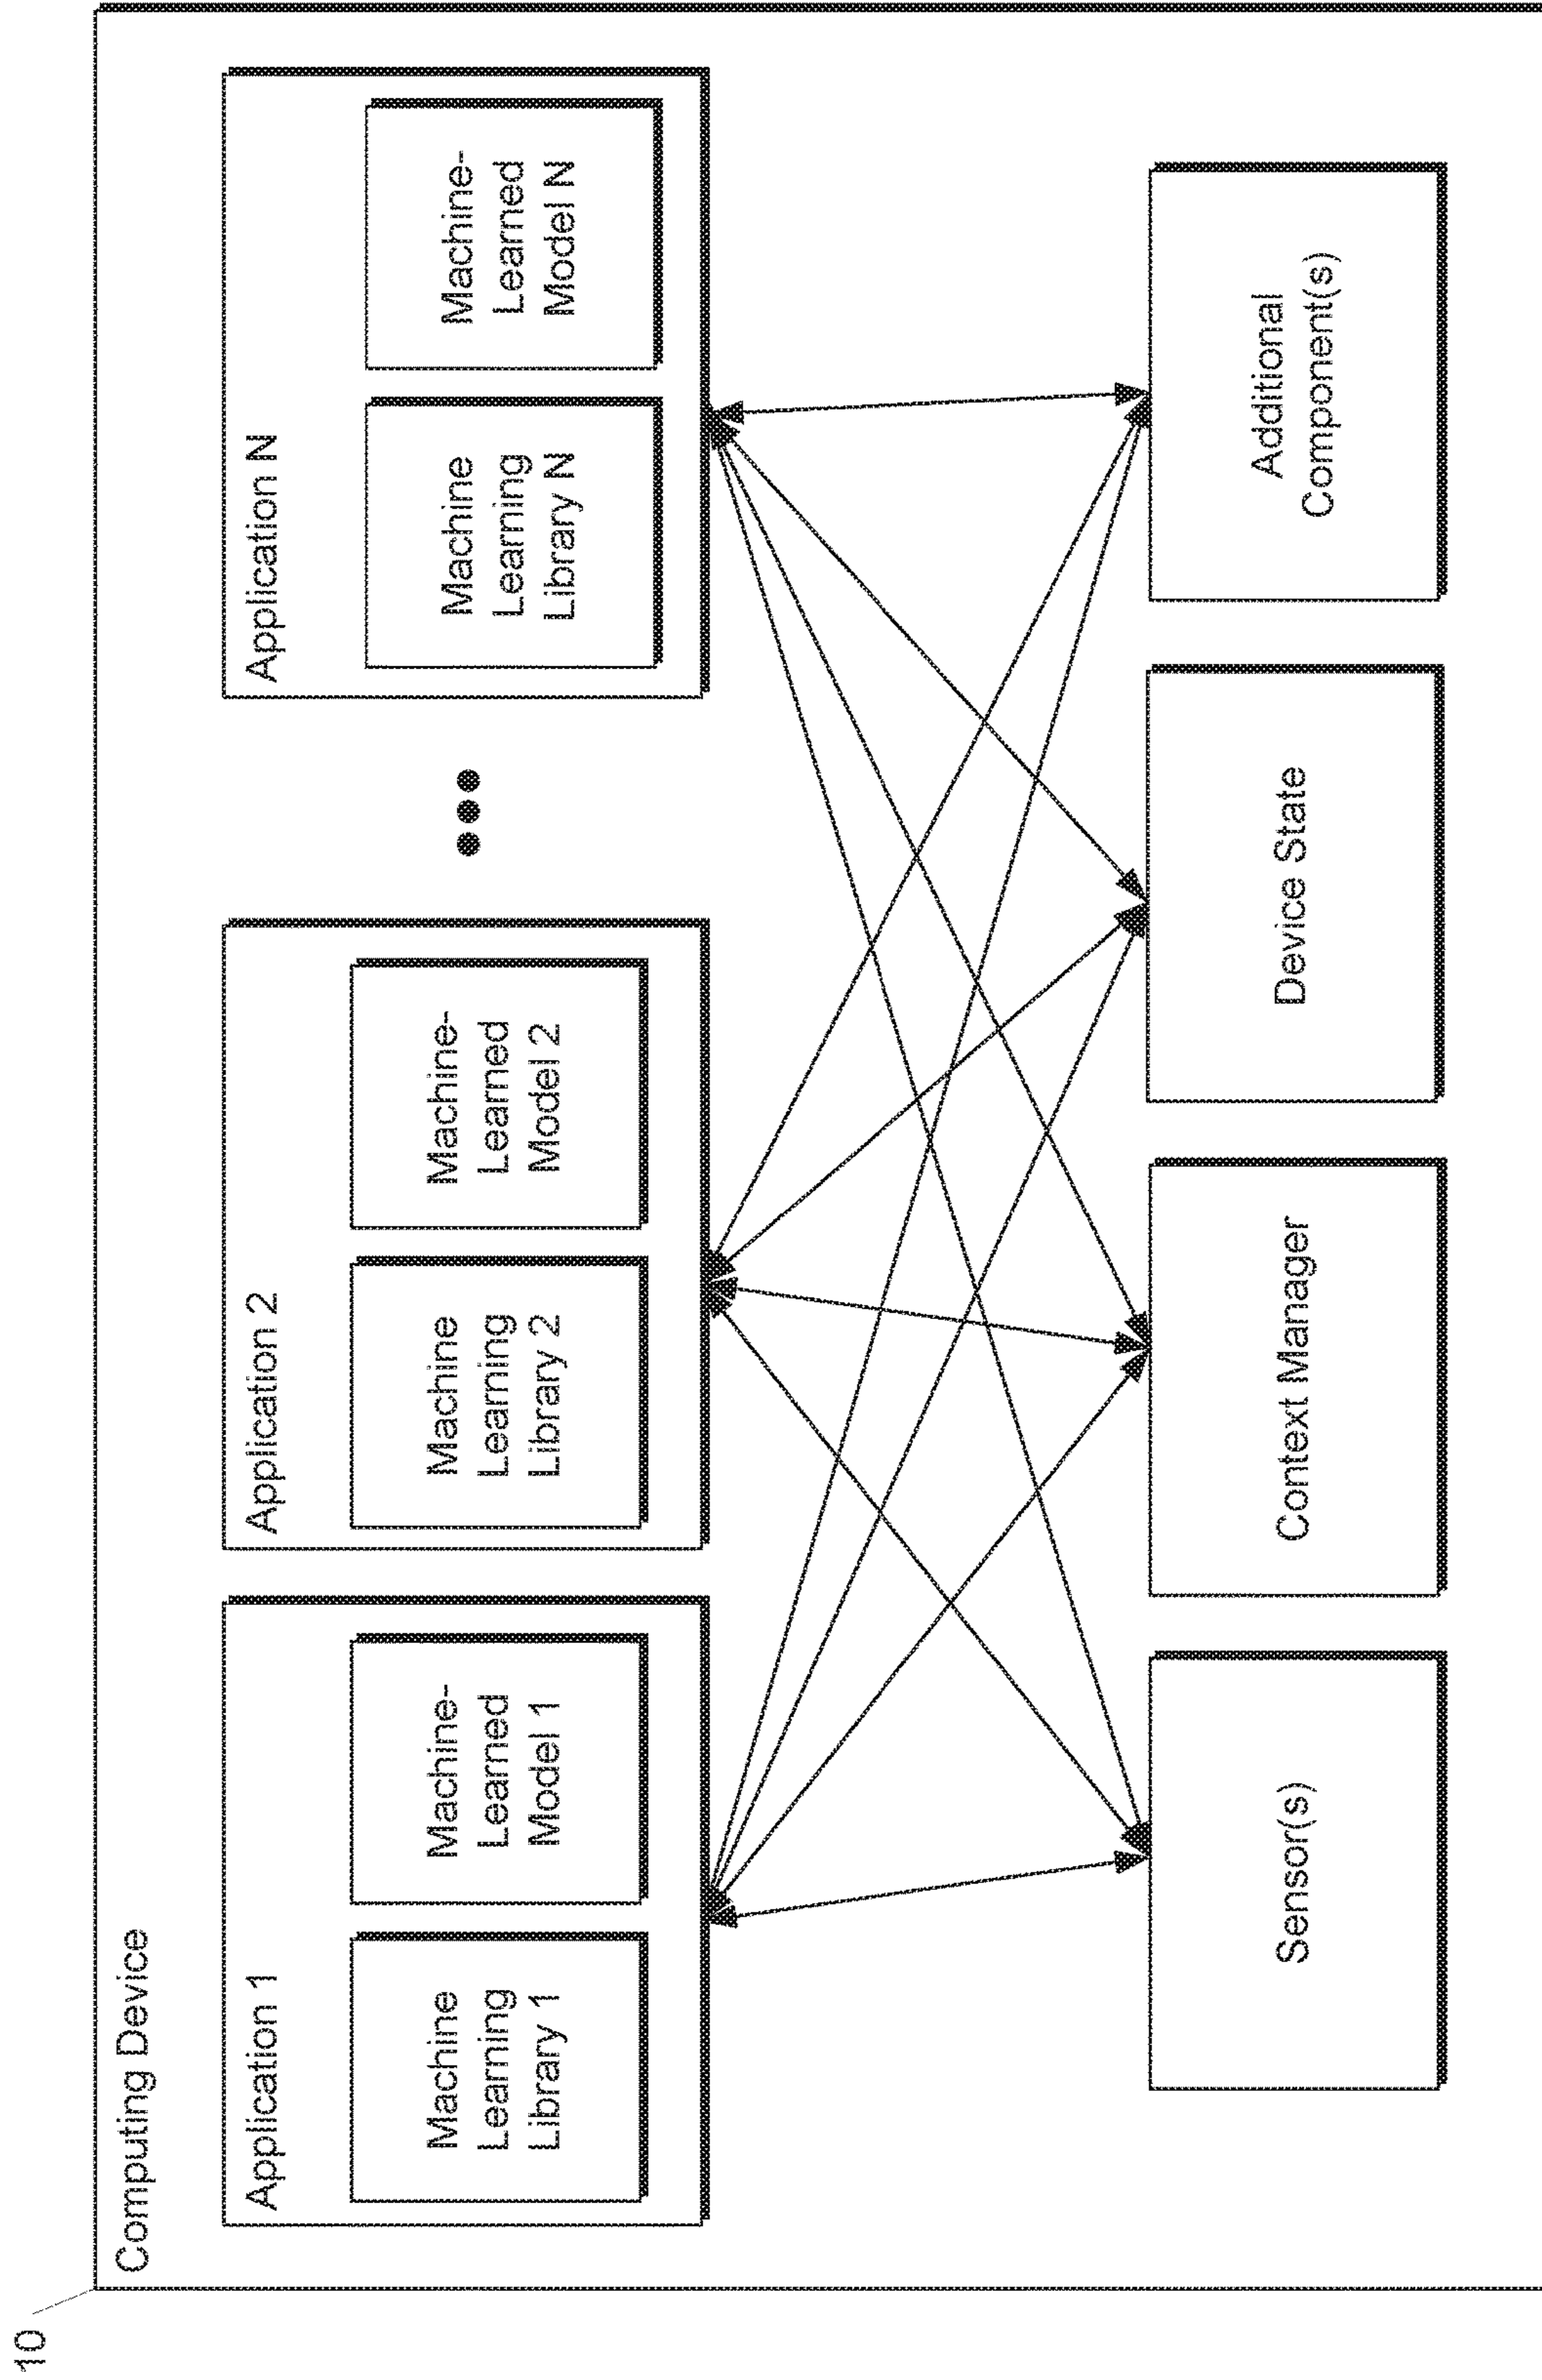 10
Computing Device
Application 1
Machine
Learning
Library 1
Machine-
Learned
Model 1
Application 2
Machine
Learning
Library 2
Machine-
Learned
Model 2
Application N
Machine
Learning
Library N
Machine-
Learned
Model N
Sensor(s)
Context Manager
Device State
Additional
Component(s)